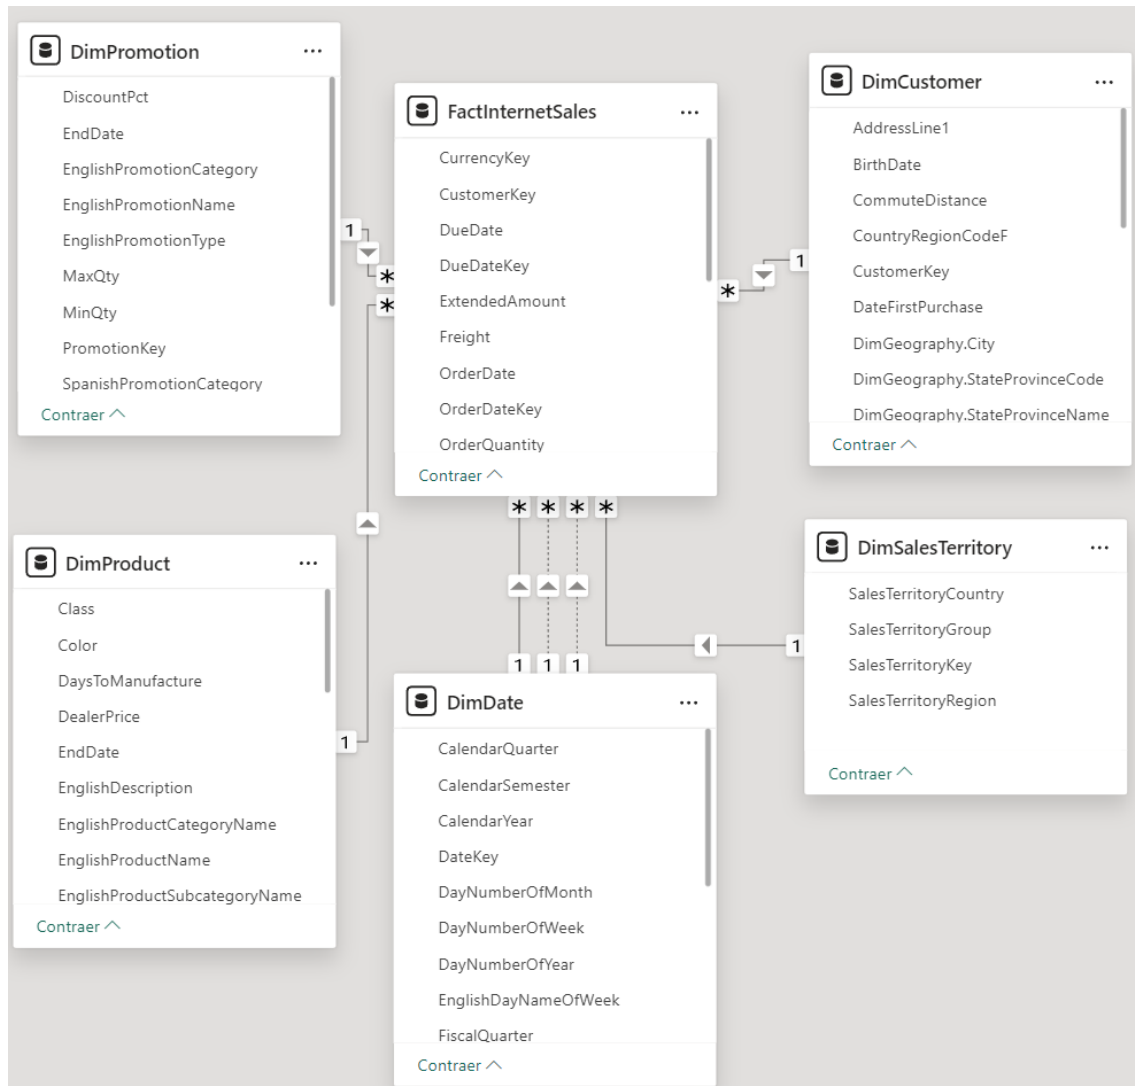 DimPromotion
DiscountPct
EndDate
EnglishPromotionCategory
EnglishPromotionName
EnglishPromotionType
MaxQty
MinQty
PromotionKey
SpanishPromotionCategory
Contraer
FactInternetSales
CurrencyKey
CustomerKey
DueDate
DueDateKey
ExtendedAmount
Freight
OrderDate
OrderDateKey
OrderQuantity
Contraer
DimCustomer
AddressLine1
BirthDate
CommuteDistance
CountryRegionCodeF
CustomerKey
DateFirstPurchase
DimGeography.City
DimGeography.StateProvinceCode
DimGeography.StateProvinceName
Contraer
1
*
*
*
1
* * * *
DimProduct
Class
Color
DaysToManufacture
DealerPrice
EndDate
EnglishDescription
EnglishProductCategoryName
EnglishProductName
EnglishProductSubcategoryName
Contraer
1
1 1 1
DimDate
CalendarQuarter
CalendarSemester
CalendarYear
DateKey
DayNumberOfMonth
DayNumberOfWeek
DayNumberOfYear
EnglishDayNameOfWeek
FiscalQuarter
Contraer
1
DimSalesTerritory
SalesTerritoryCountry
SalesTerritoryGroup
SalesTerritoryKey
SalesTerritoryRegion
Contraer